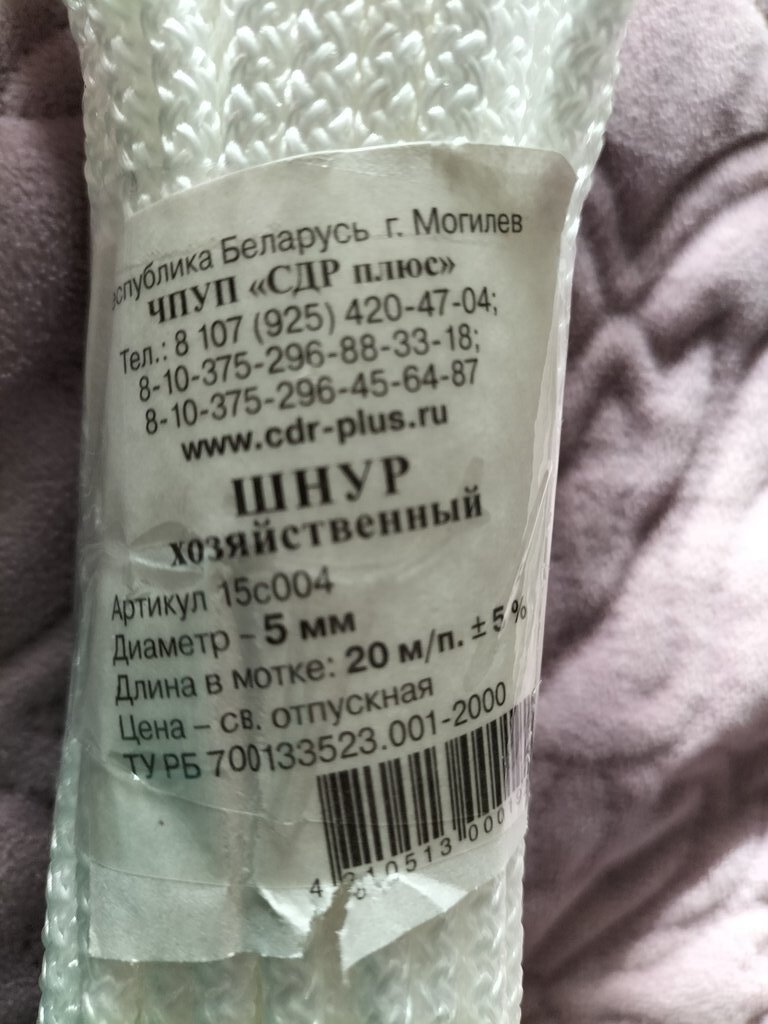 еспублика Беларусь г. Могилев
ЧПУП «СДР плюс»
Тел.: 8 107 (925) 420-47-04;
8-10-375-296-88-33-18;
8-10-375-296-45-64-87
www.cdr-plus.ru
ШНУР
хозяйственный
Артикул 15с004
Диаметр - 5 мм
Длина в мотке: 20 м/п. ± 5 %
Цена – св. отпускная
ТУ РБ 700133523.001-2000